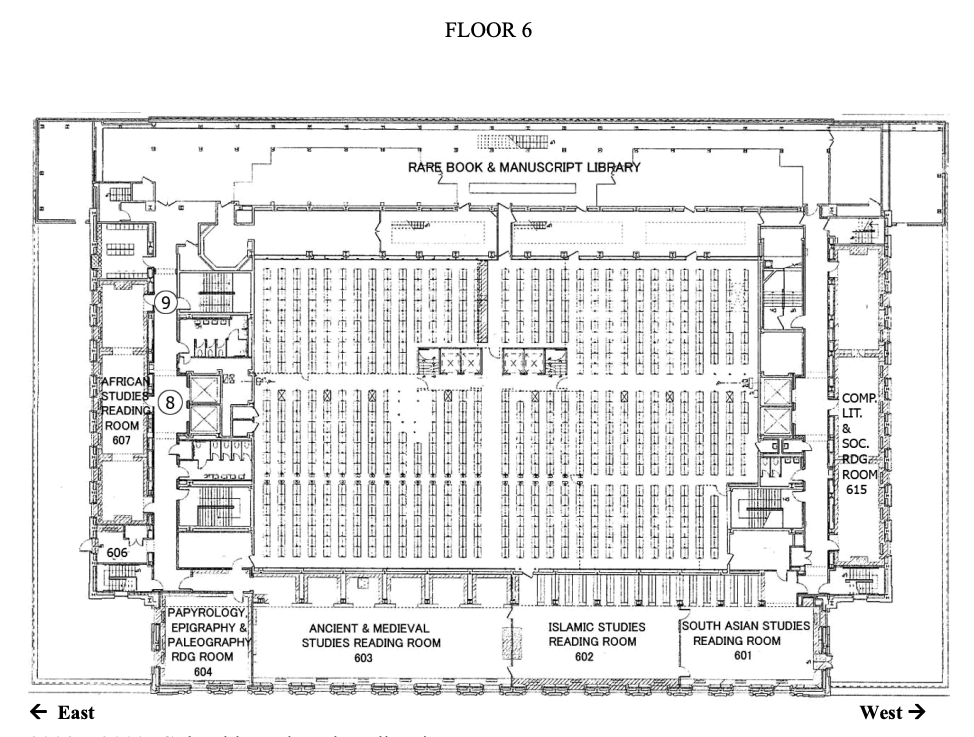 FLOOR 6
RARE BOOK & MANUSCRIPT LIBRARY
9
AFRICAN
STUDIES
READING
ROOM
607
8
COMP.
LIT.
&
SOC.
RDG.
ROOM
615
606
PAPYROLOGY,
EPIGRAPHY &
PALEOGRAPHY
RDG ROOM
604
ANCIENT & MEDIEVAL
STUDIES READING ROOM
603
ISLAMIC STUDIES
READING ROOM
602
SOUTH ASIAN STUDIES
READING ROOM
601
← East
West →